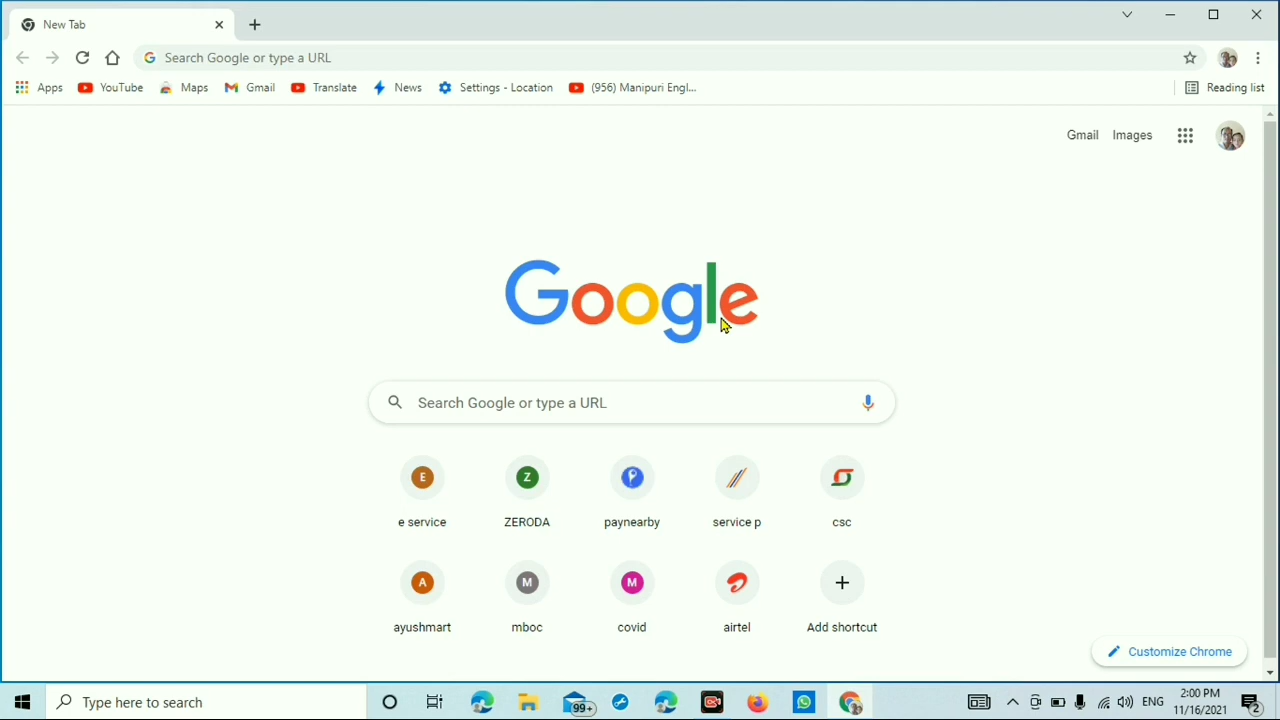 New Tab
Search Google or type a URL
Apps YouTube Maps Gmail Translate News Settings - Location (956) Manipuri Engl... Reading list
Gmail Images
Google
Search Google or type a URL
E Z
e service ZERODA paynearby service p csc
A M M
ayushmart mboc covid airtel Add shortcut
Customize Chrome
Type here to search 99+ ENG 2:00 PM
11/16/2021 2